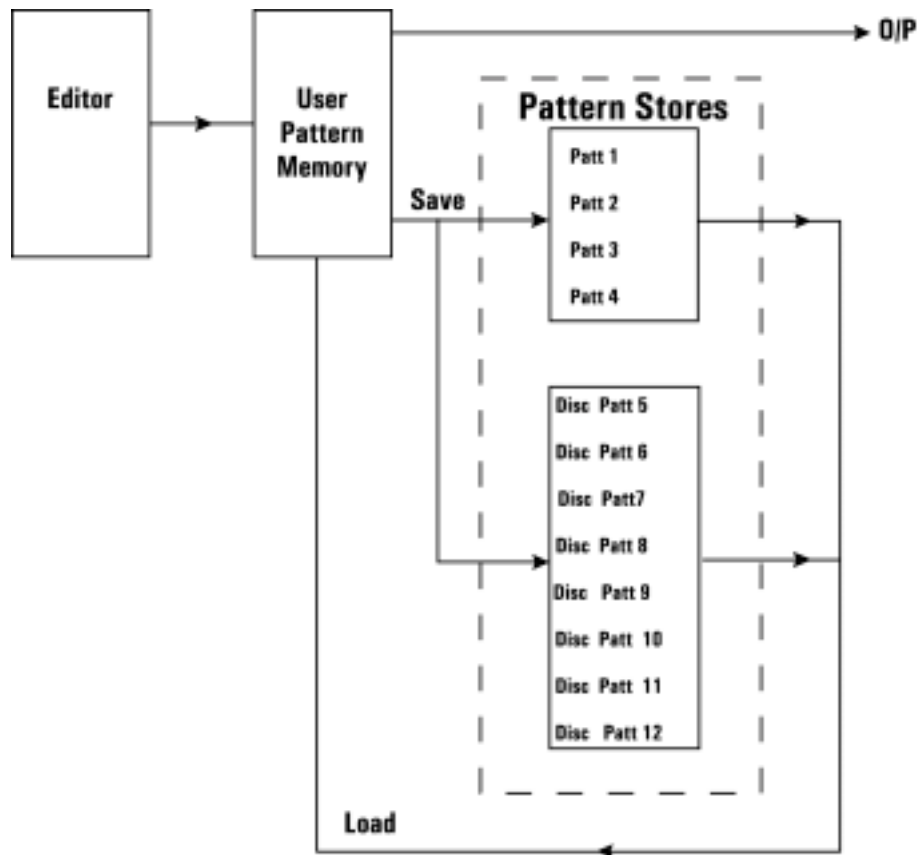 O/P
Editor
User
Pattern
Memory
Pattern Stores
Patt 1
Save
Patt 2
Patt 3
Patt 4
Disc Patt 5
Disc Patt 6
Disc Patt7
Disc Patt 8
Disc Patt 9
Disc Patt 10
Disc Patt 11
Disc Patt 12
Load